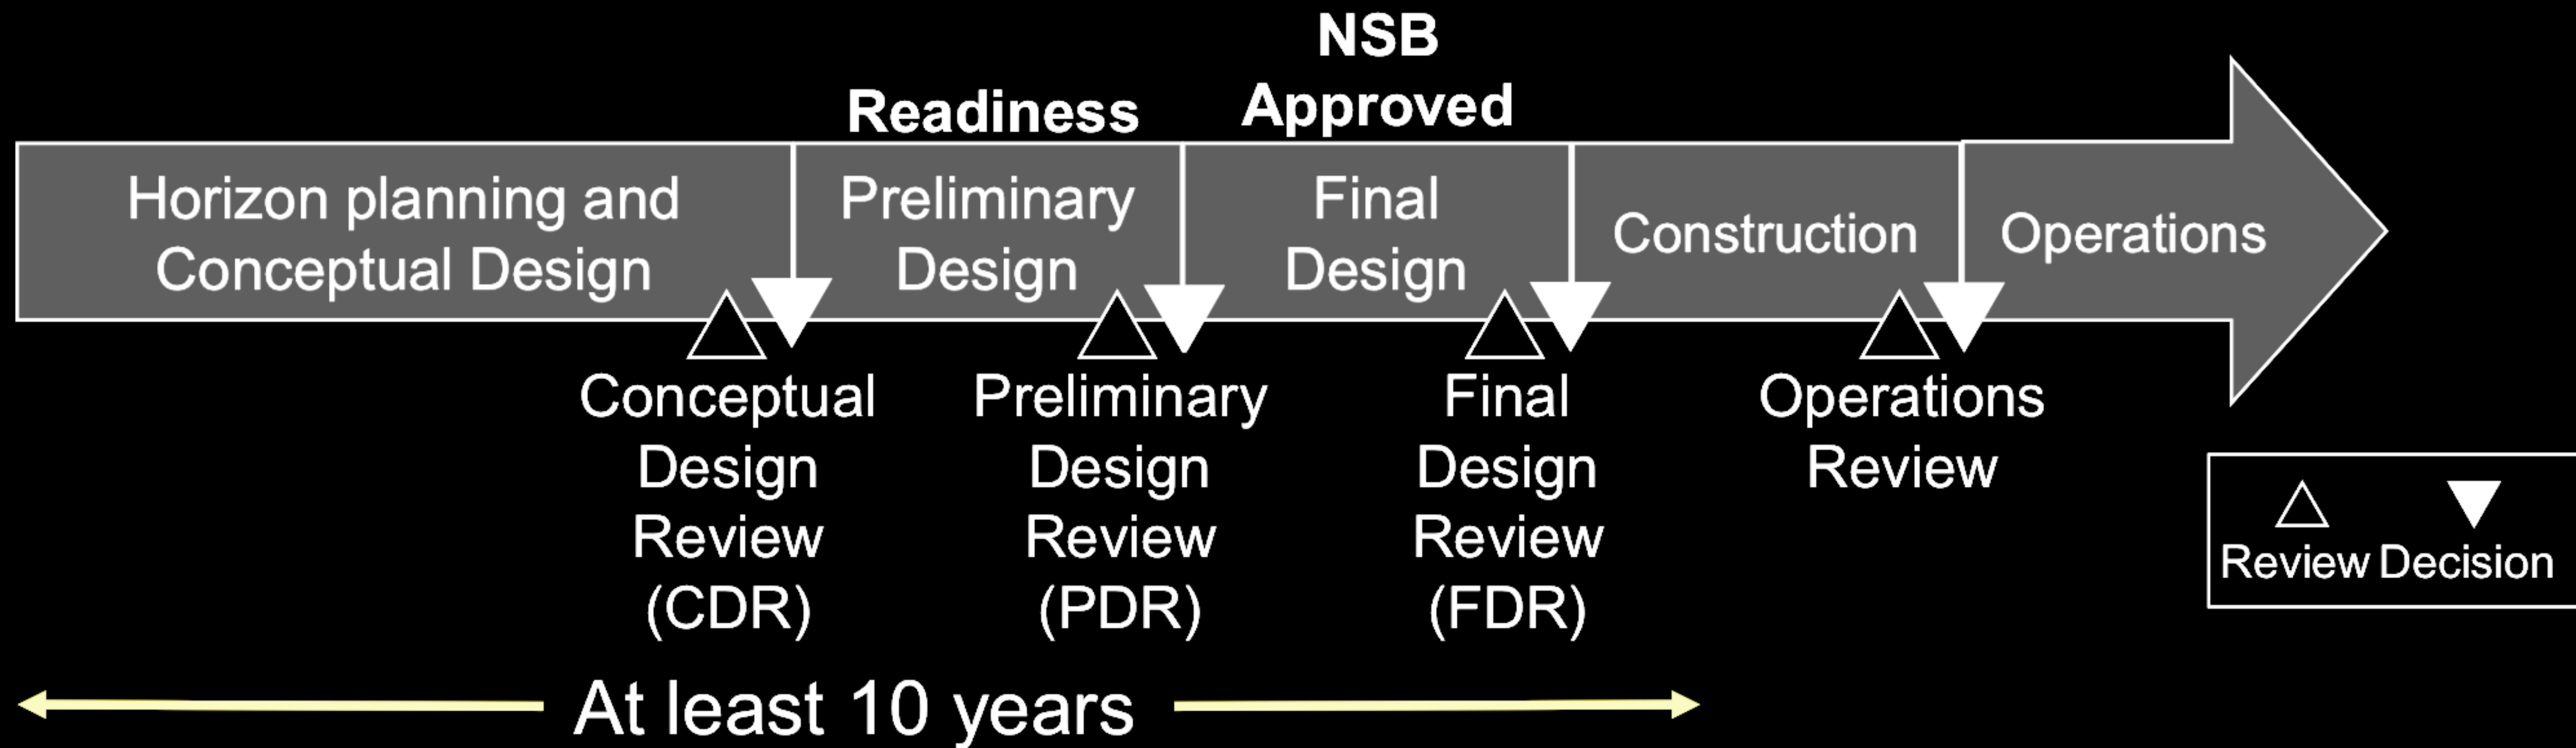 NSB
Approved
Readiness
Horizon planning and
Conceptual Design
Preliminary
Design
Final
Design
Construction
Operations
Conceptual
Design
Review
(CDR)
Preliminary
Design
Review
(PDR)
Final
Design
Review
(FDR)
Operations
Review
Review
Decision
At least 10 years